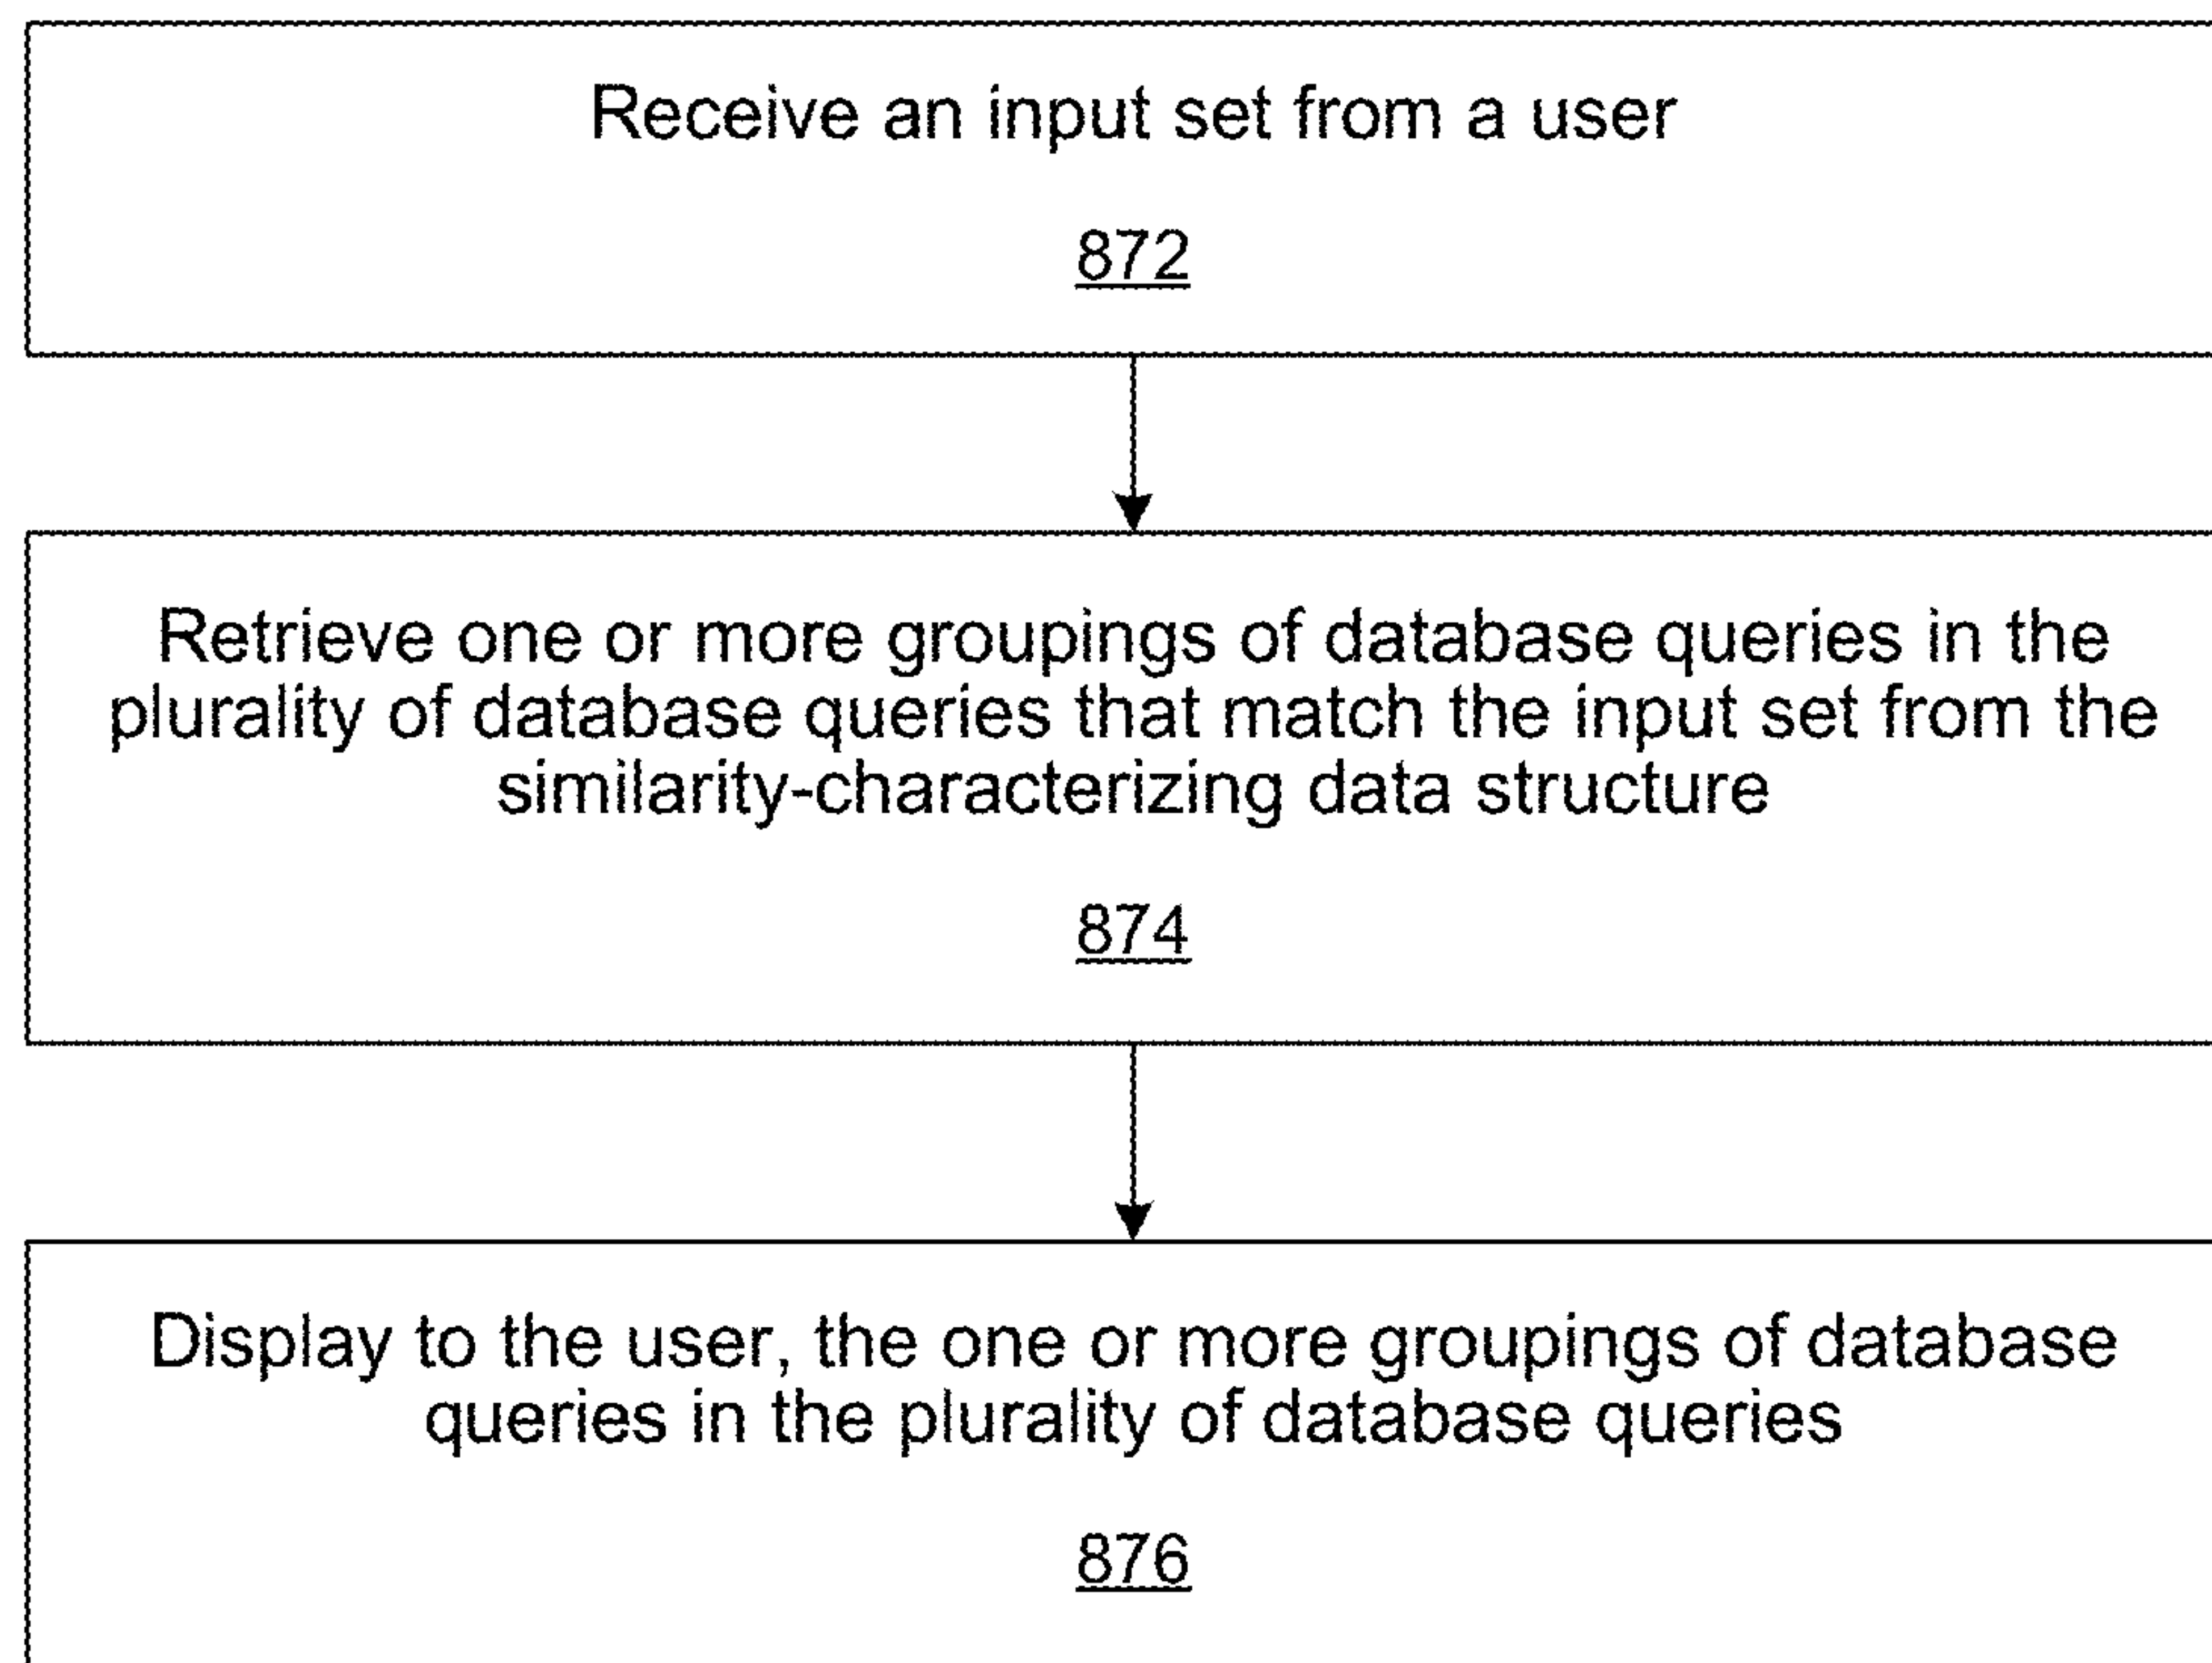 Receive an input set from a user
872
Retrieve one or more groupings of database queries in the
plurality of database queries that match the input set from the
similarity-characterizing data structure
874
Display to the user, the one or more groupings of database
queries in the plurality of database queries
876